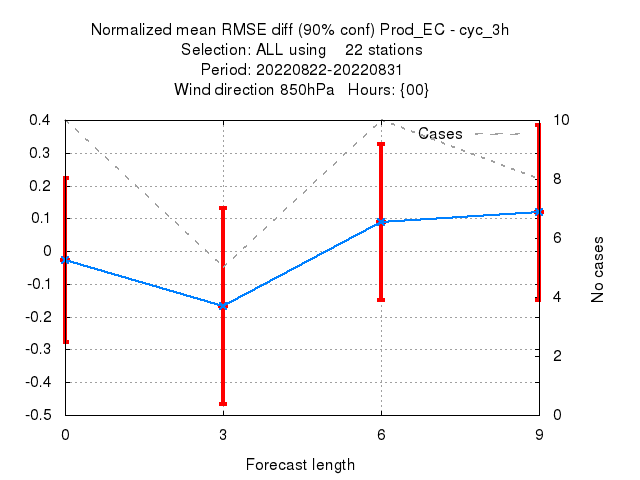 Normalized mean RMSE diff (90% conf) Prod_EC - cyc_3h
Selection: ALL using    22 stations
Period: 20220822-20220831
Wind direction 850hPa   Hours: {00}
0.4
0.3
0.2
0.1
0
-0.1
-0.2
-0.3
-0.4
-0.5
Cases
10
8
6
4
2
0
No cases
0
3
6
9
Forecast length